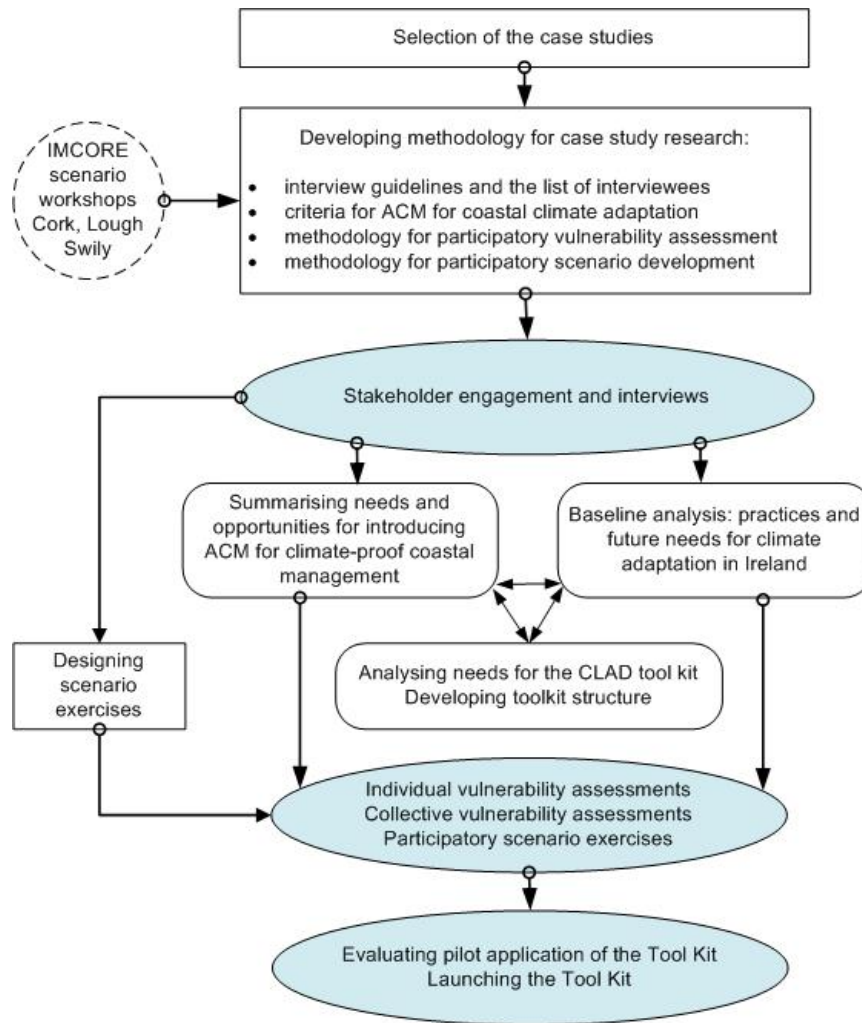 Selection of the case studies
Developing methodology for case study research:
• interview guidelines and the list of interviewees
• criteria for ACM for coastal climate adaptation
• methodology for participatory vulnerability assessment
• methodology for participatory scenario development
IMCORE
scenario
workshops
Cork, Lough
Swily
Stakeholder engagement and interviews
Summarising needs and
opportunities for introducing
ACM for climate-proof coastal
management
Baseline analysis: practices and
future needs for climate
adaptation in Ireland
Designing
scenario
exercises
Analysing needs for the CLAD tool kit
Developing toolkit structure
Individual vulnerability assessments
Collective vulnerability assessments
Participatory scenario exercises
Evaluating pilot application of the Tool Kit
Launching the Tool Kit